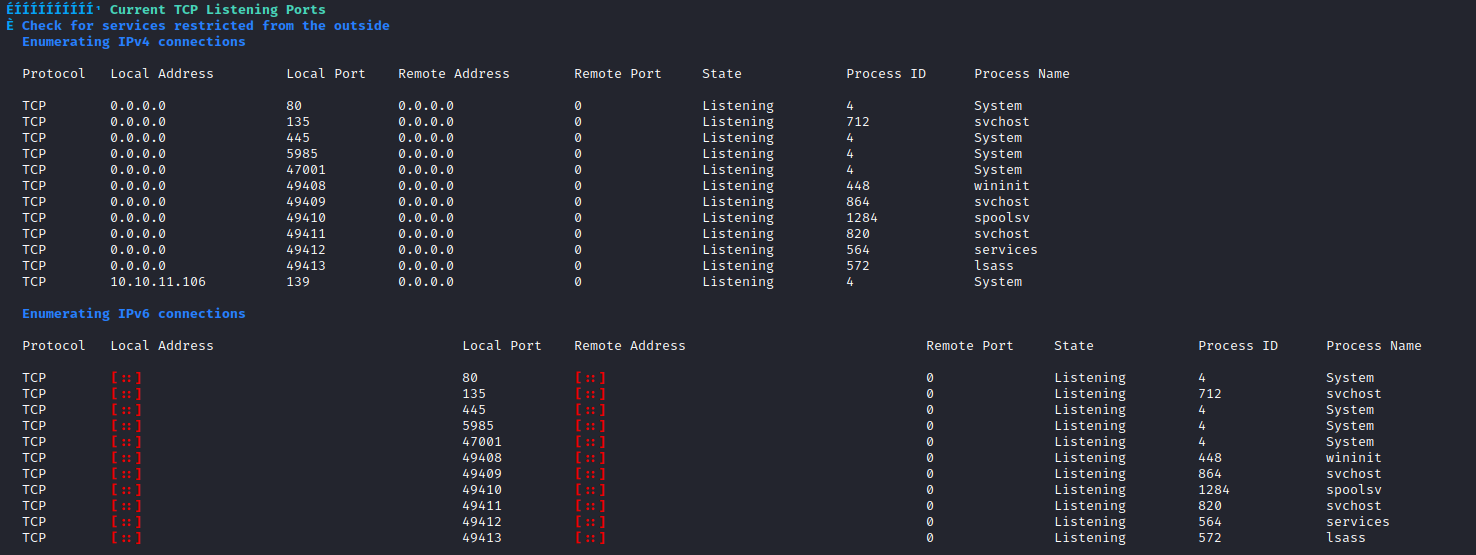 ÉÍÍÍÍÍÍÍÍÍÍ¹ Current TCP Listening Ports
È Check for services restricted from the outside
Enumerating IPv4 connections
Protocol Local Address Local Port Remote Address Remote Port State Process ID Process Name
TCP 0.0.0.0 80 0.0.0.0 0 Listening 4 System
TCP 0.0.0.0 135 0.0.0.0 0 Listening 712 svchost
TCP 0.0.0.0 445 0.0.0.0 0 Listening 4 System
TCP 0.0.0.0 5985 0.0.0.0 0 Listening 4 System
TCP 0.0.0.0 47001 0.0.0.0 0 Listening 4 System
TCP 0.0.0.0 49408 0.0.0.0 0 Listening 448 wininit
TCP 0.0.0.0 49409 0.0.0.0 0 Listening 864 svchost
TCP 0.0.0.0 49410 0.0.0.0 0 Listening 1284 spoolsv
TCP 0.0.0.0 49411 0.0.0.0 0 Listening 820 svchost
TCP 0.0.0.0 49412 0.0.0.0 0 Listening 564 services
TCP 0.0.0.0 49413 0.0.0.0 0 Listening 572 lsass
TCP 10.10.11.106 139 0.0.0.0 0 Listening 4 System
Enumerating IPv6 connections
Protocol Local Address Local Port Remote Address Remote Port State Process ID Process Name
TCP [::] 80 [::] 0 Listening 4 System
TCP [::] 135 [::] 0 Listening 712 svchost
TCP [::] 445 [::] 0 Listening 4 System
TCP [::] 5985 [::] 0 Listening 4 System
TCP [::] 47001 [::] 0 Listening 4 System
TCP [::] 49408 [::] 0 Listening 448 wininit
TCP [::] 49409 [::] 0 Listening 864 svchost
TCP [::] 49410 [::] 0 Listening 1284 spoolsv
TCP [::] 49411 [::] 0 Listening 820 svchost
TCP [::] 49412 [::] 0 Listening 564 services
TCP [::] 49413 [::] 0 Listening 572 lsass